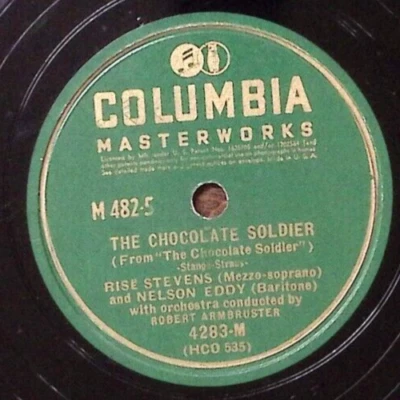 COLUMBIA
MASTERWORKS
M 482-5
THE CHOCOLATE SOLDIER
(From "The Chocolate Soldier")
-Stange-Straus-
RISË STEVENS (Mezzo-soprano)
and NELSON EDDY (Baritone)
with orchestra conducted by
ROBERT ARMBRUSTER
4283-M
(HCO 535)